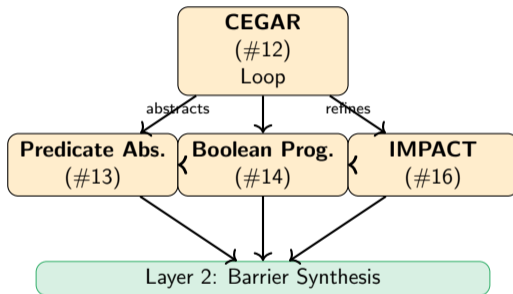 CEGAR
(#12)
Loop
abstracts
refines
Predicate Abs.
(#13)
Boolean Prog.
(#14)
IMPACT
(#16)
Layer 2: Barrier Synthesis